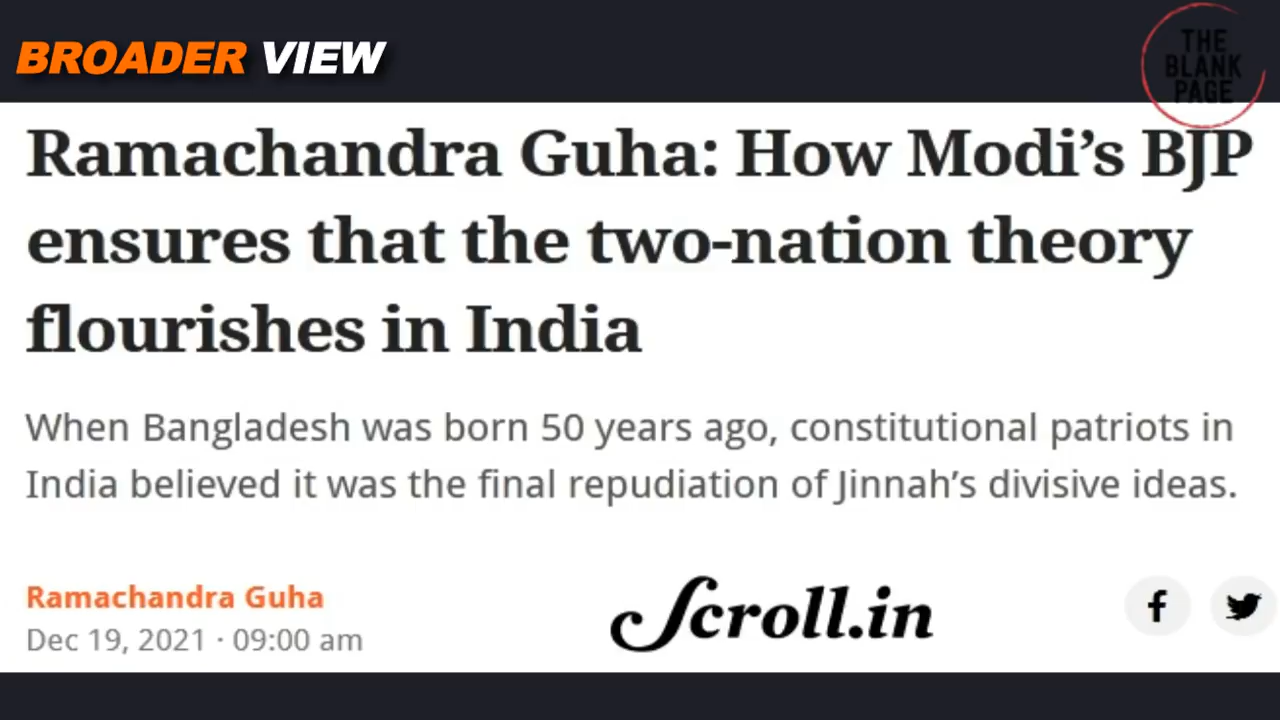 BROADER VIEW
THE
BLANK
PAGE
Ramachandra Guha: How Modi’s BJP
ensures that the two-nation theory
flourishes in India
When Bangladesh was born 50 years ago, constitutional patriots in
India believed it was the final repudiation of Jinnah’s divisive ideas.
Ramachandra Guha
Dec 19, 2021 · 09:00 am
Scroll.in